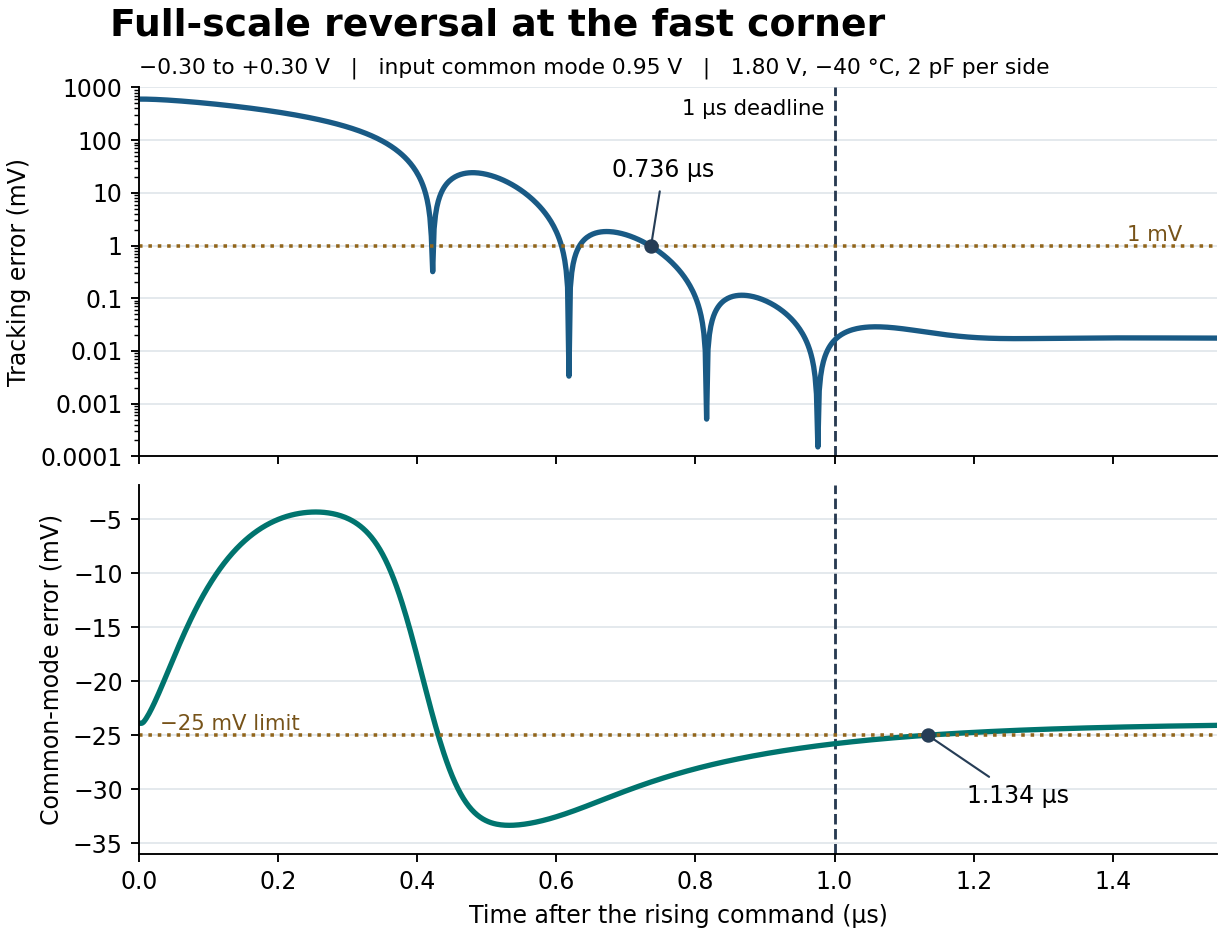 Full-scale reversal at the fast corner
−0.30 to +0.30 V | input common mode 0.95 V | 1.80 V, −40 °C, 2 pF per side
Tracking error (mV)
1000
100
10
1
0.1
0.01
0.001
0.0001
1 µs deadline
0.736 µs
1 mV
Common-mode error (mV)
−5
−10
−15
−20
−25
−30
−35
−25 mV limit
1.134 µs
0.0 0.2 0.4 0.6 0.8 1.0 1.2 1.4
Time after the rising command (µs)